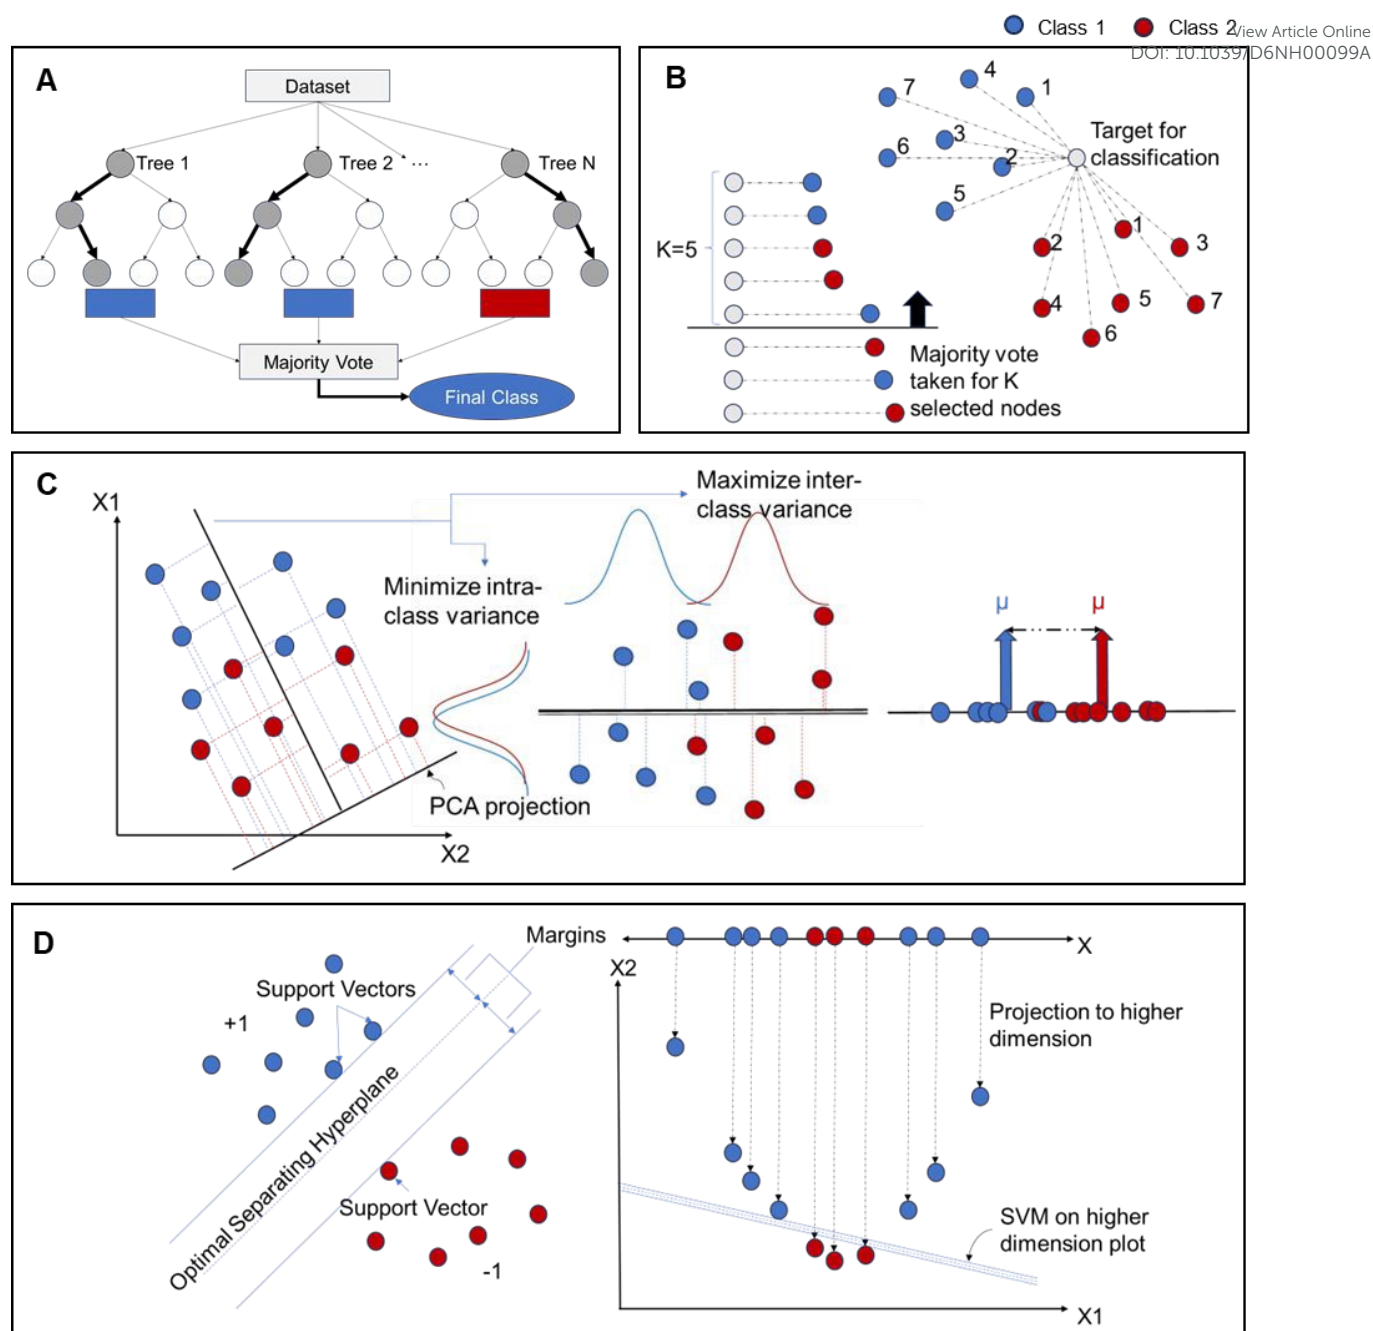 Class 1
Class 2
View Article Online
DOI: 10.1039/D6NH00099A
A
Dataset
Tree 1
Tree 2
...
Tree N
Majority Vote
Final Class
B
4
7
1
3
6
2
5
Target for
classification
1
2
3
4
5
7
6
K=5
Majority vote
taken for K
selected nodes
C
X1
Maximize inter-
class variance
Minimize intra-
class variance
PCA projection
X2
μ
μ
D
Margins
Support Vectors
+1
Optimal Separating Hyperplane
Support Vector
-1
X
X2
Projection to higher
dimension
SVM on higher
dimension plot
X1